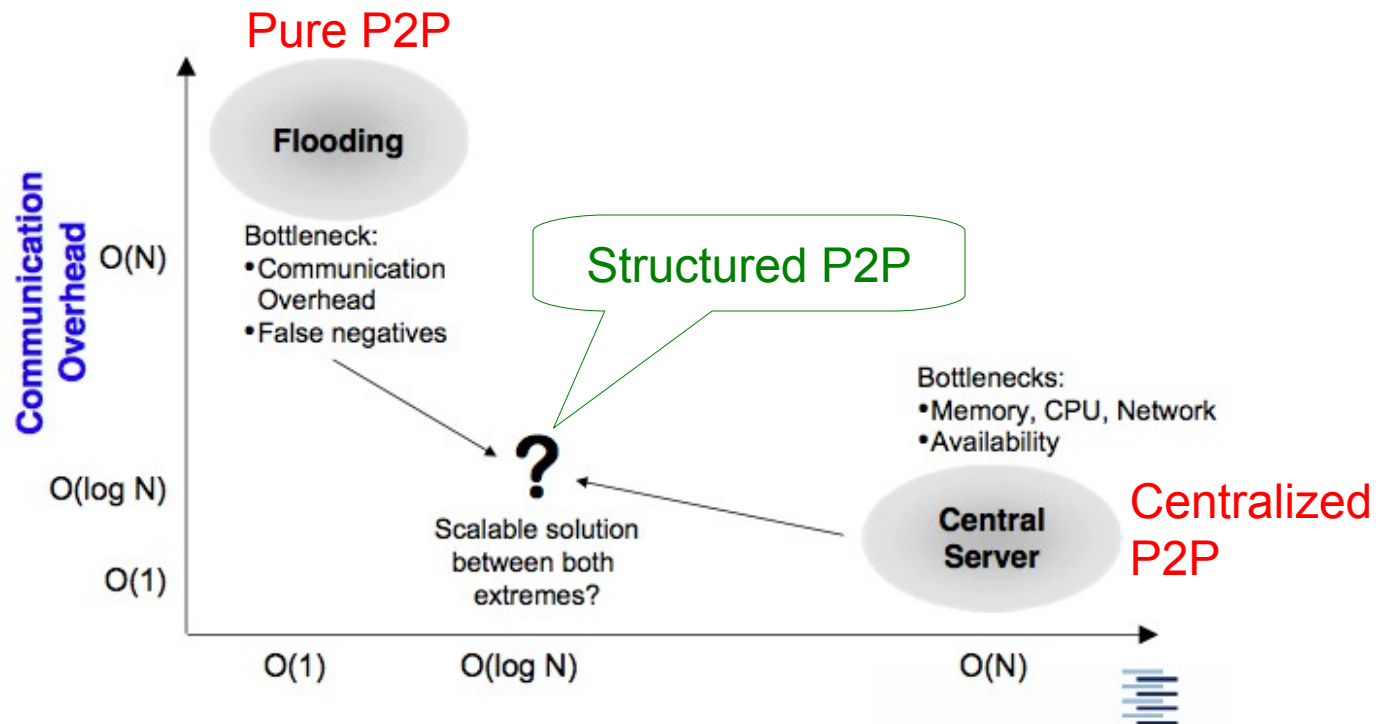 Pure P2P
Flooding
Communication
Overhead
O(N)
Bottleneck:
•Communication
Overhead
•False negatives
Structured P2P
Bottlenecks:
•Memory, CPU, Network
•Availability
O(log N)
?
Scalable solution
between both
extremes?
Central
Server
Centralized
P2P
O(1)
O(1)
O(log N)
O(N)